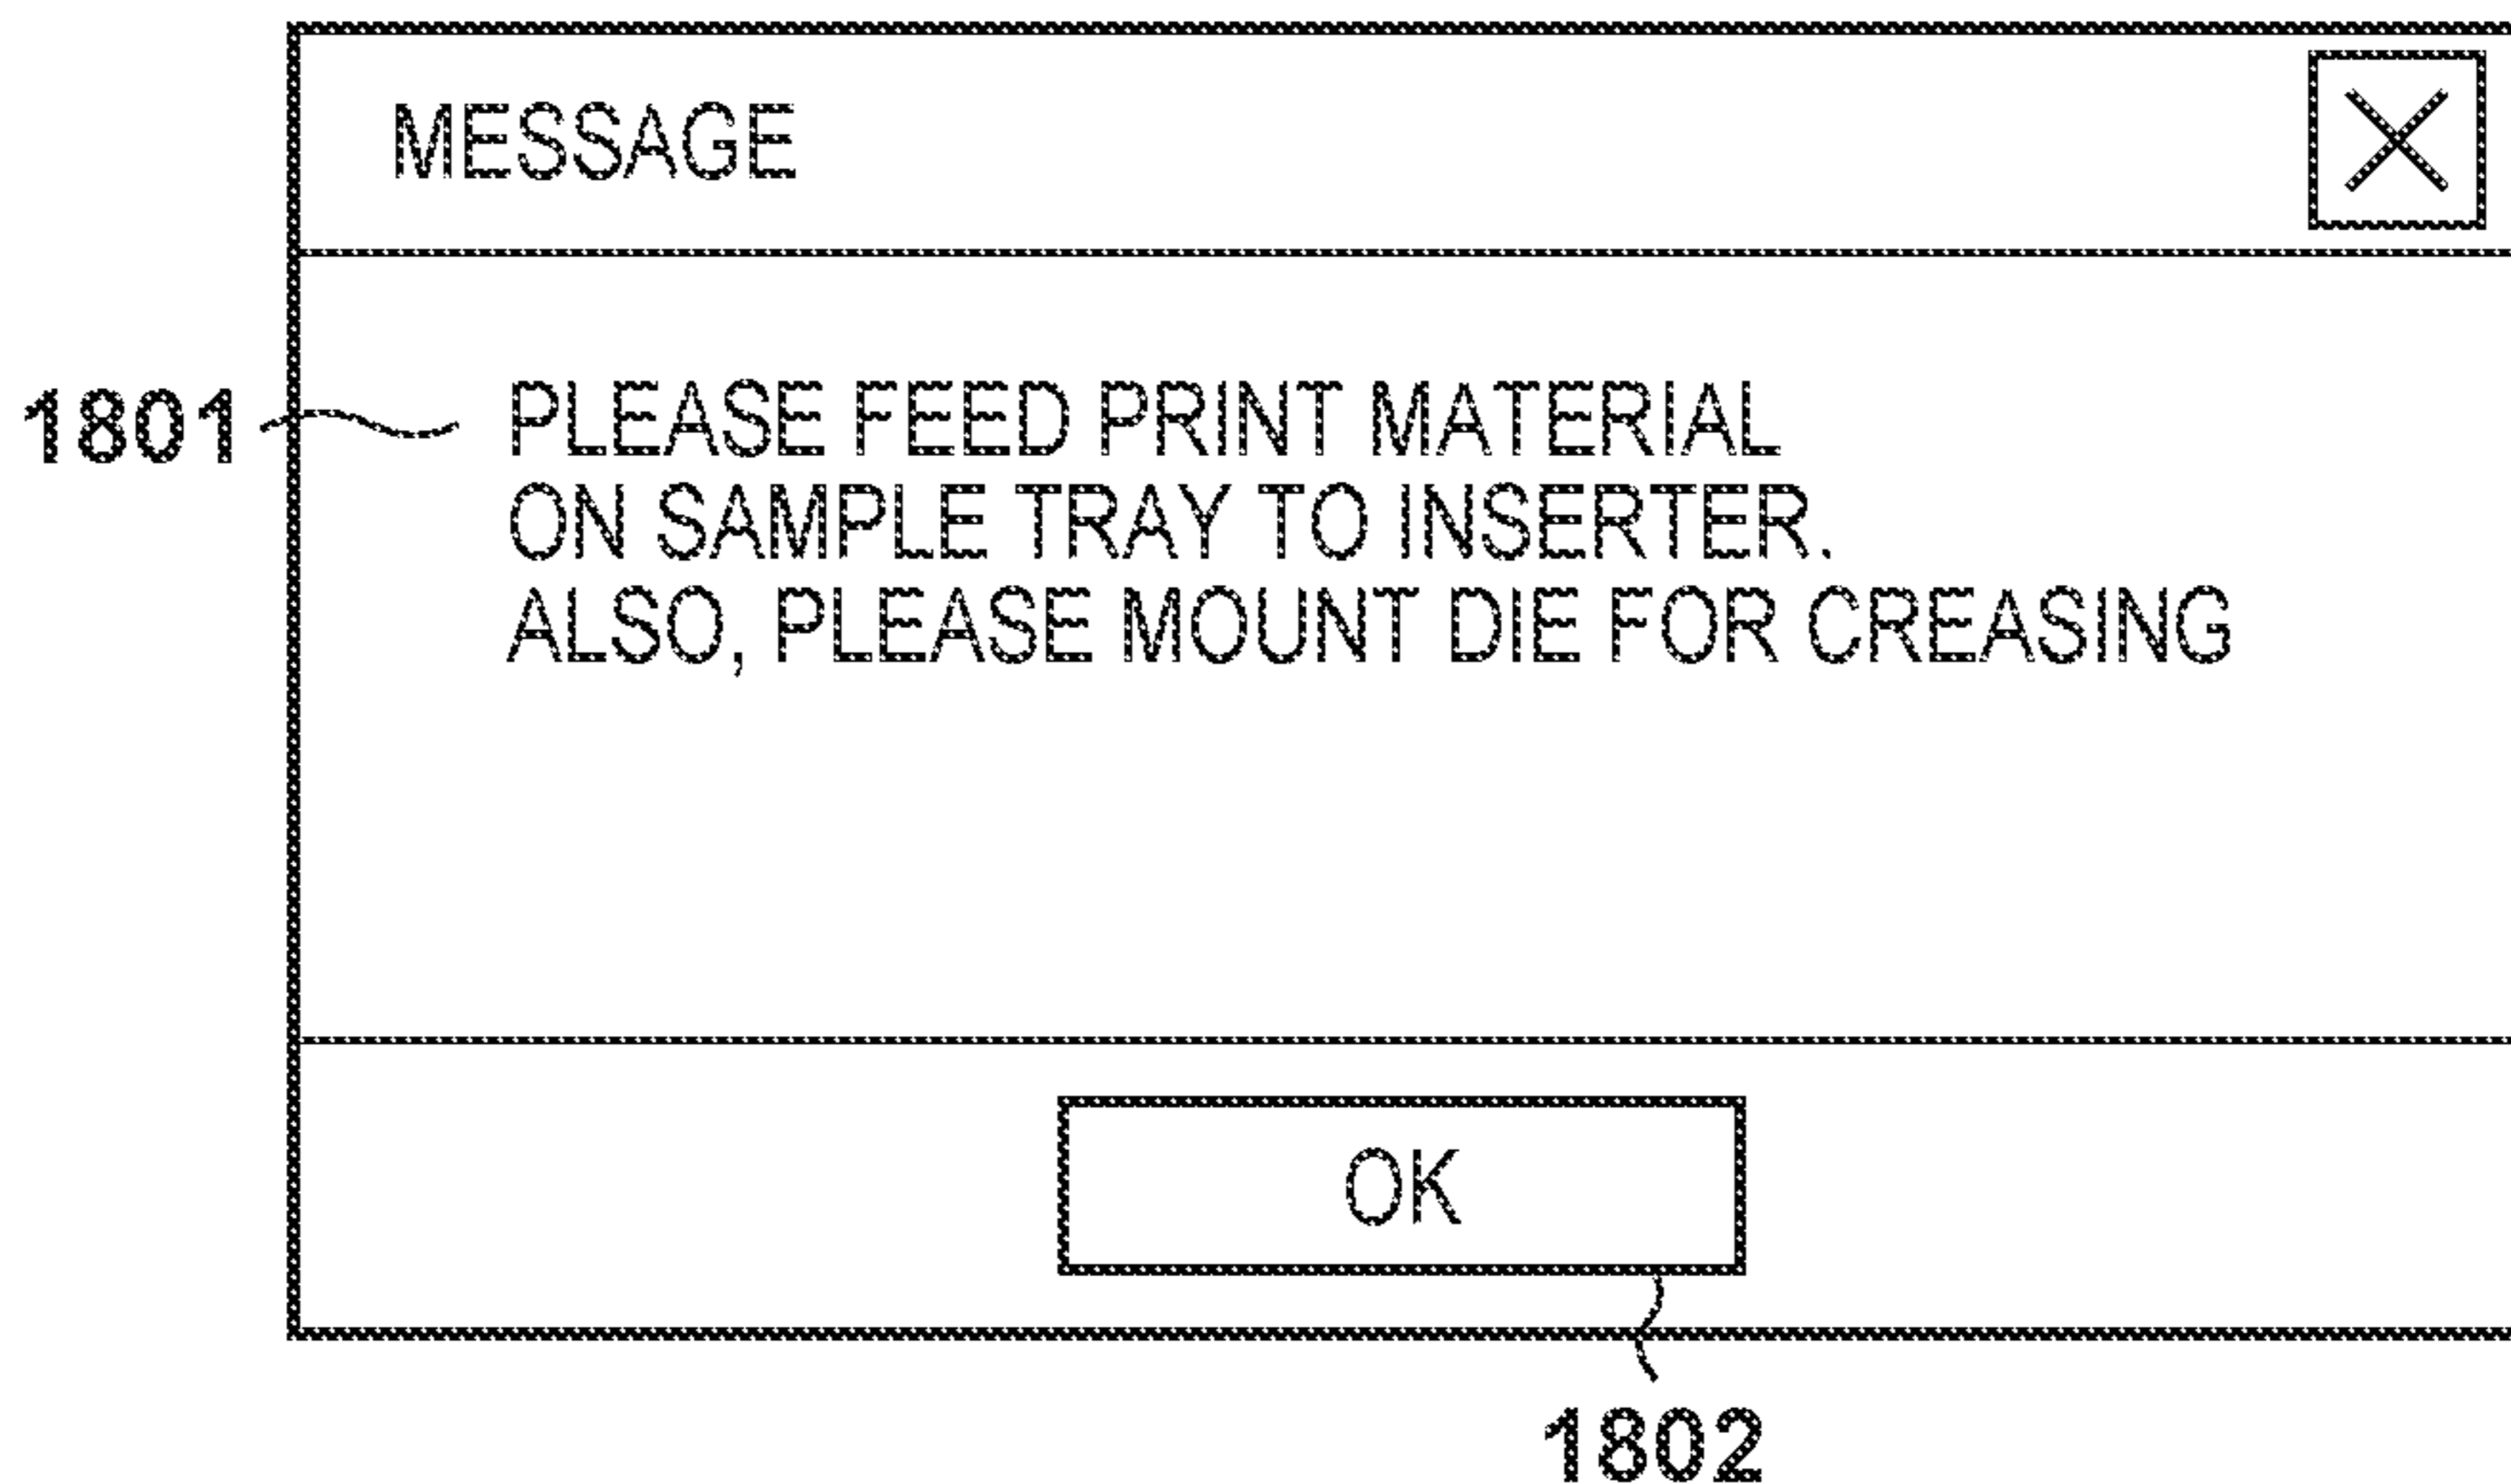 MESSAGE
1801
PLEASE FEED PRINT MATERIAL
ON SAMPLE TRAY TO INSERTER.
ALSO, PLEASE MOUNT DIE FOR CREASING
OK
1802